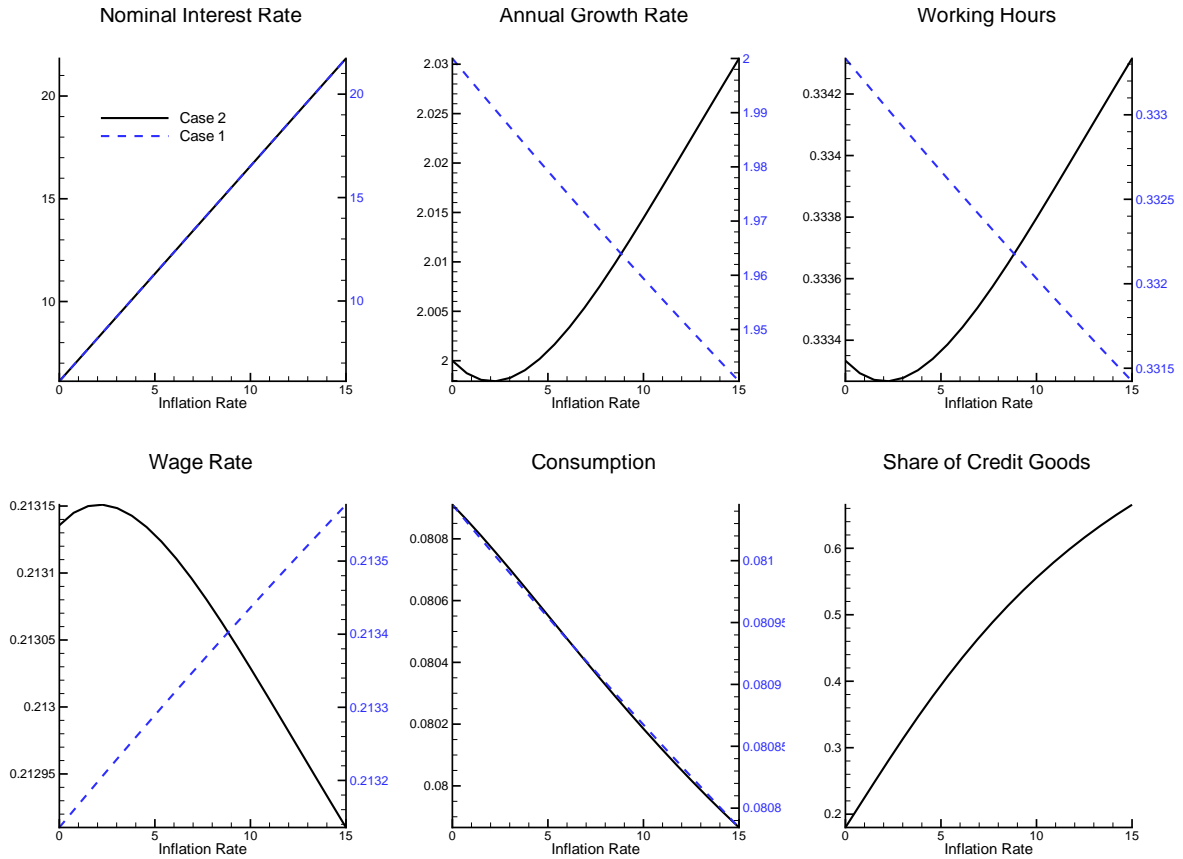 Nominal Interest Rate
20
15
10
20
15
10
Case 2
Case 1
0 5 10 15
Inflation Rate
Annual Growth Rate
2.03
2.025
2.02
2.015
2.01
2.005
2
2
1.99
1.98
1.97
1.96
1.95
0 5 10 15
Inflation Rate
Working Hours
0.3342
0.334
0.3338
0.3336
0.3334
0.333
0.3325
0.332
0.3315
0 5 10 15
Inflation Rate
Wage Rate
0.21315
0.2131
0.21305
0.213
0.21295
0.2135
0.2134
0.2133
0.2132
0 5 10 15
Inflation Rate
Consumption
0.0808
0.0806
0.0804
0.0802
0.08
0.081
0.08095
0.0809
0.08085
0.0808
0 5 10 15
Inflation Rate
Share of Credit Goods
0.6
0.5
0.4
0.3
0.2
0 5 10 15
Inflation Rate